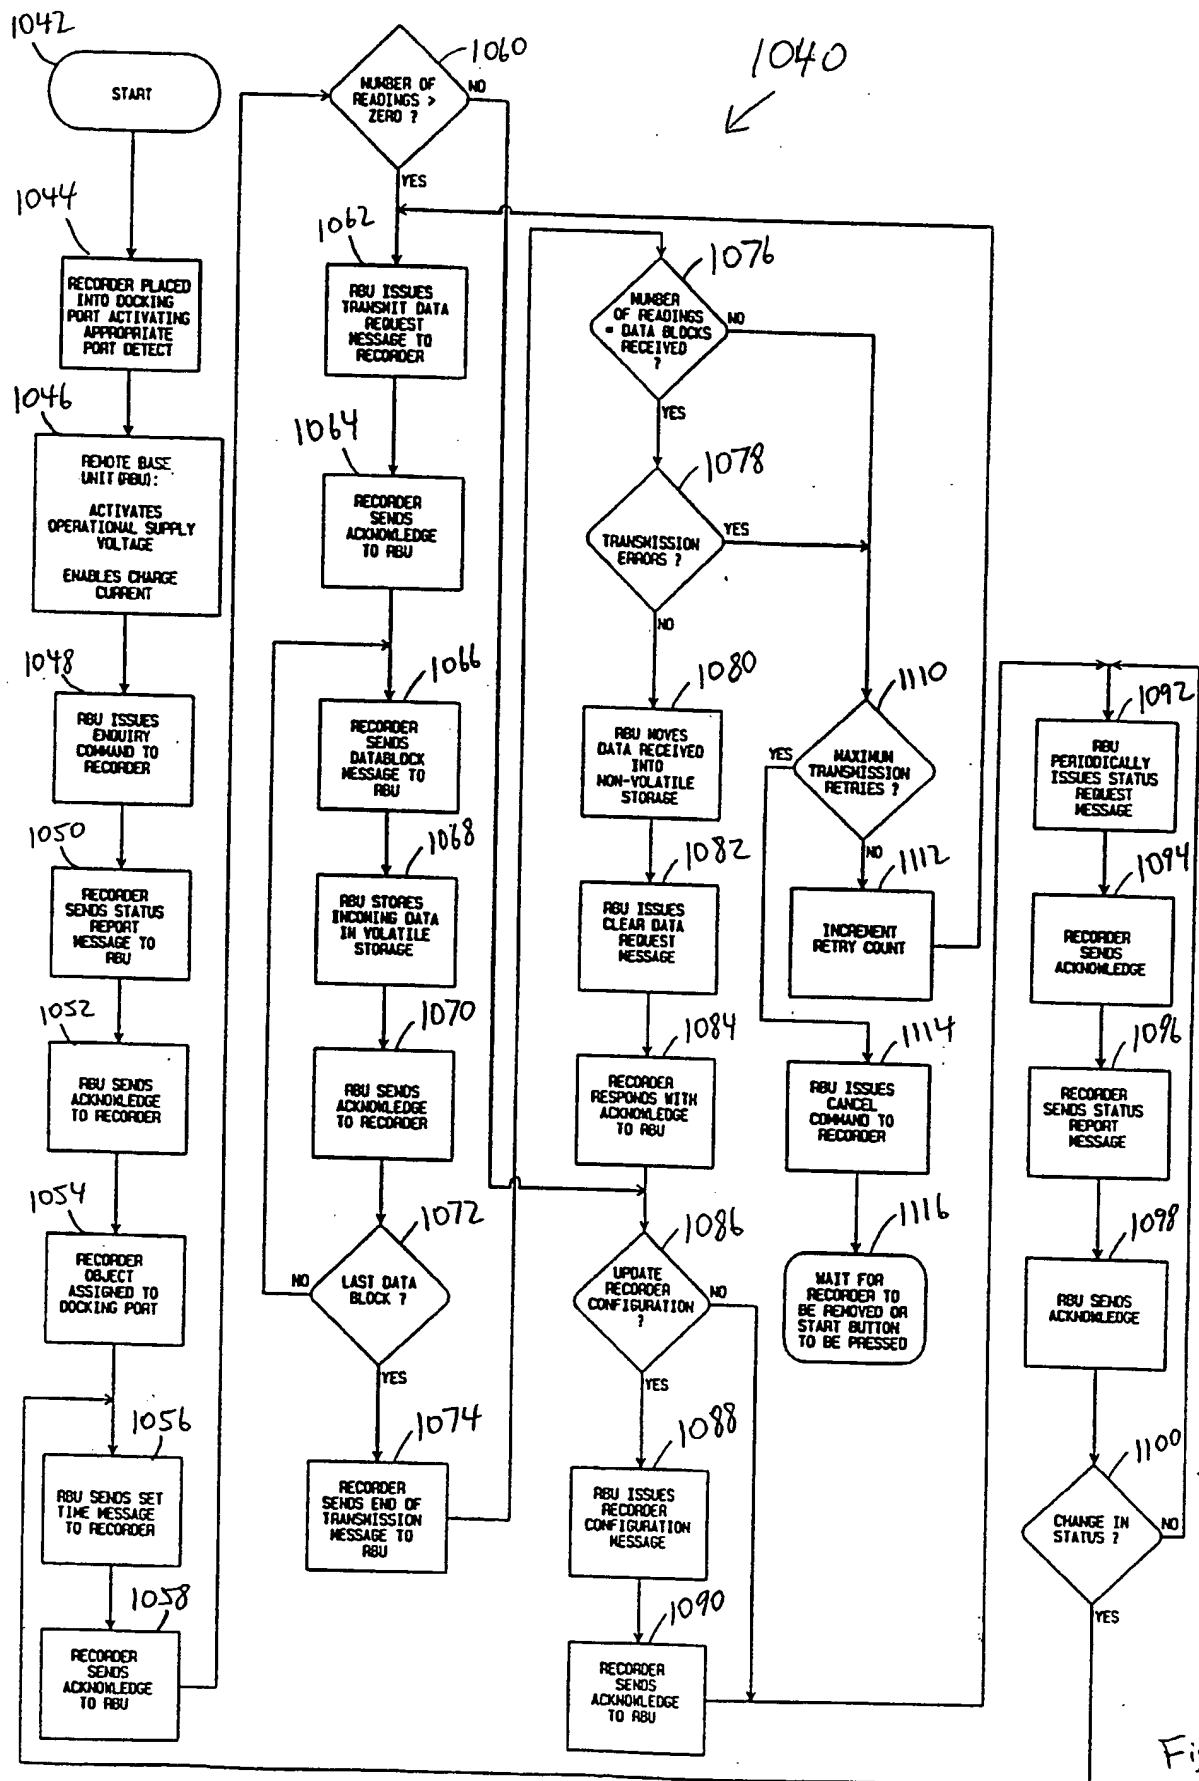 1042
START
1044
RECORDER PLACED
INTO DOCKING
PORT ACTIVATING
APPROPRIATE
PORT DETECT
1046
REMOTE BASE
UNIT(RBU):
ACTIVATES
OPERATIONAL SUPPLY
VOLTAGE
ENABLES CHARGE
CURRENT
1048
RBU ISSUES
ENQUIRY
COMMAND TO
RECORDER
1050
RECORDER
SENDS STATUS
REPORT
MESSAGE TO
RBU
1052
RBU SENDS
ACKNOWLEDGE
TO RECORDER
1054
RECORDER
OBJECT
ASSIGNED TO
DOCKING PORT
1056
RBU SENDS SET
TIME MESSAGE
TO RECORDER
1058
RECORDER
SENDS
ACKNOWLEDGE
TO RBU
1060
NUMBER OF
READINGS >
ZERO ?
NO
YES
1062
RBU ISSUES
TRANSMIT DATA
REQUEST
MESSAGE TO
RECORDER
1064
RECORDER
SENDS
ACKNOWLEDGE
TO RBU
1066
RECORDER
SENDS
DATABLOCK
MESSAGE TO
RBU
1068
RBU STORES
INCOMING DATA
IN VOLATILE
STORAGE
1070
RBU SENDS
ACKNOWLEDGE
TO RECORDER
1072
LAST DATA
BLOCK ?
NO
YES
1074
RECORDER
SENDS END OF
TRANSMISSION
MESSAGE TO
RBU
1040
1076
NUMBER
OF READINGS
= DATA BLOCKS
RECEIVED
?
NO
YES
1078
TRANSMISSION
ERRORS ?
YES
NO
1080
RBU MOVES
DATA RECEIVED
INTO
NON-VOLATILE
STORAGE
1082
RBU ISSUES
CLEAR DATA
REQUEST
MESSAGE
1084
RECORDER
RESPONDS WITH
ACKNOWLEDGE
TO RBU
1086
UPDATE
RECORDER
CONFIGURATION
?
NO
YES
1088
RBU ISSUES
RECORDER
CONFIGURATION
MESSAGE
1090
RECORDER
SENDS
ACKNOWLEDGE
TO RBU
1110
MAXIMUM
TRANSMISSION
RETRIES ?
YES
NO
1112
INCREMENT
RETRY COUNT
1114
RBU ISSUES
CANCEL
COMMAND TO
RECORDER
1116
WAIT FOR
RECORDER TO
BE REMOVED OR
START BUTTON
TO BE PRESSED
1092
RBU
PERIODICALLY
ISSUES STATUS
REQUEST
MESSAGE
1094
RECORDER
SENDS
ACKNOWLEDGE
1096
RECORDER
SENDS STATUS
REPORT
MESSAGE
1098
RBU SENDS
ACKNOWLEDGE
1100
CHANGE IN
STATUS ?
NO
YES